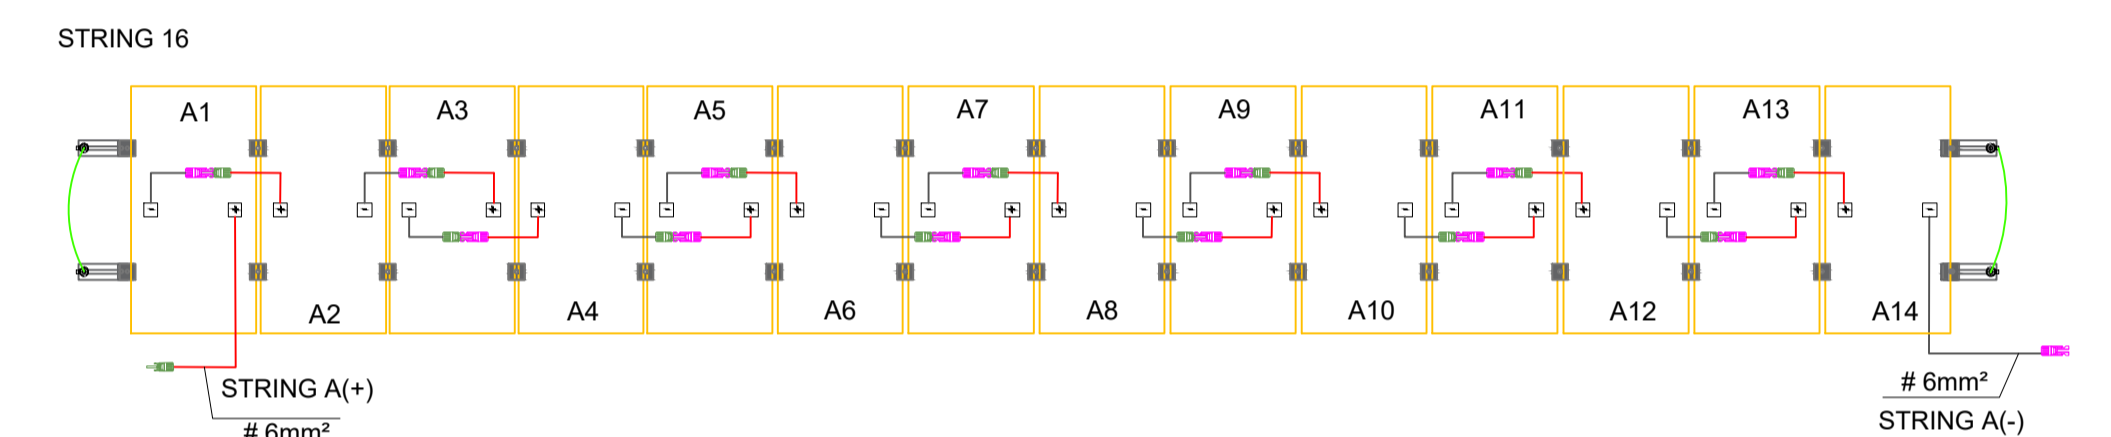 STRING 16
A1
A3
A5
A7
A9
A11
A13
A2
A4
A6
A8
A10
A12
A14
STRING A(+)
# 6mm²
# 6mm²
STRING A(-)